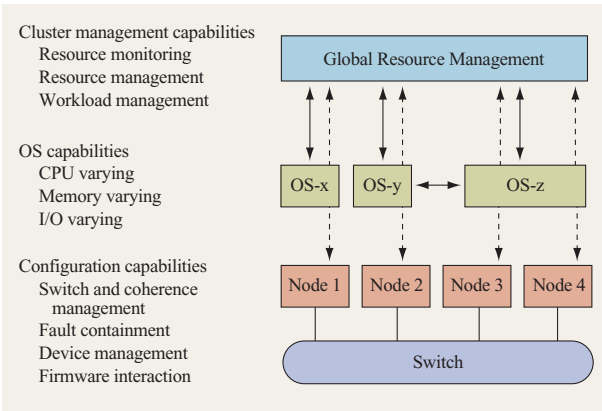 Cluster management capabilities
Resource monitoring
Resource management
Workload management
Global Resource Management
OS capabilities
CPU varying
Memory varying
I/O varying
OS-x
OS-y
OS-z
Configuration capabilities
Switch and coherence
management
Fault containment
Device management
Firmware interaction
Node 1
Node 2
Node 3
Node 4
Switch